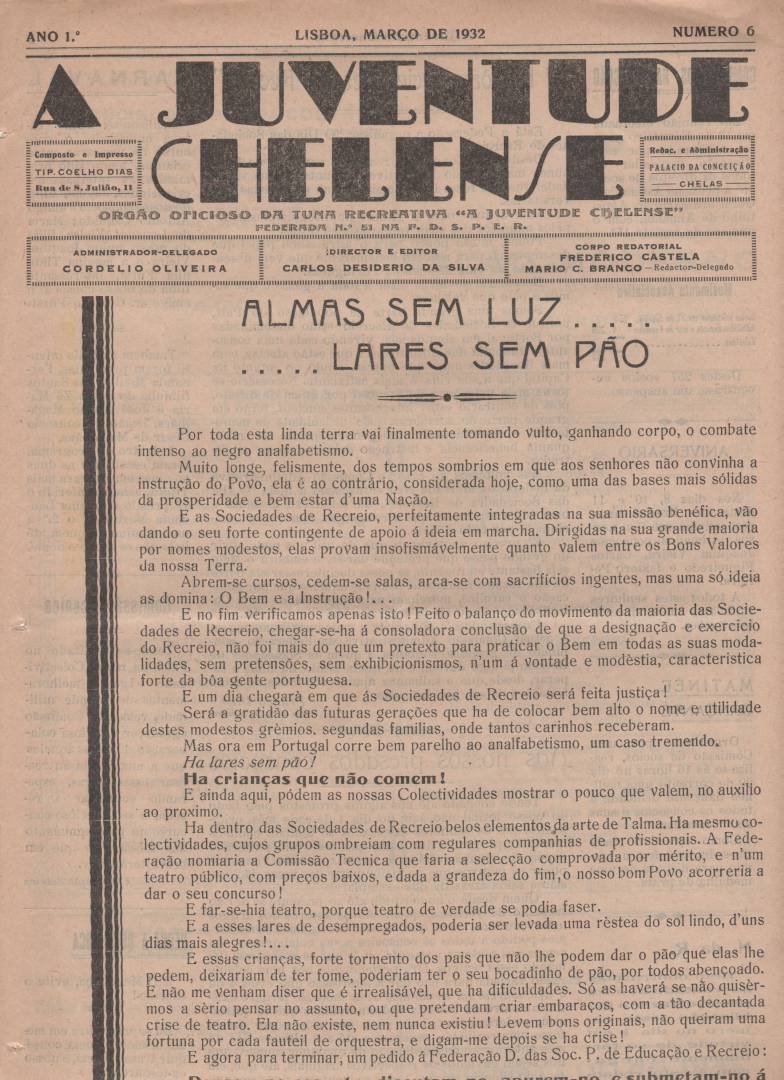 ANO 1.º LISBOA, MARÇO DE 1932 NUMERO 6
A JUVENTUDE
CHELENSE
Composto e Impresso
TIP. COELHO DIAS
Rua de S. Julião, 11
Redac. e Administração
PALACIO DA CONCEIÇÃO
CHELAS
ORGÃO OFICIOSO DA TUNA RECREATIVA “A JUVENTUDE CHELENSE”
FEDERADA N.º 51 NA F. D. S. P. E. R.
ADMINISTRADOR-DELEGADO
CORDELIO OLIVEIRA
DIRECTOR E EDITOR
CARLOS DESIDERIO DA SILVA
CORPO REDATORIAL
FREDERICO CASTELA
MARIO C. BRANCO — Redactor-Delegado
ALMAS SEM LUZ.....
.....LARES SEM PÃO
Por toda esta linda terra vai finalmente tomando vulto, ganhando corpo, o combate
intenso ao negro analfabetismo.
Muito longe, felismente, dos tempos sombrios em que aos senhores não convinha a
instrução do Povo, ela é ao contrário, considerada hoje, como uma das bases mais sólidas
da prosperidade e bem estar d'uma Nação.
E as Sociedades de Recreio, perfeitamente integradas na sua missão benéfica, vão
dando o seu forte contingente de apoio á ideia em marcha. Dirigidas na sua grande maioria
por nomes modestos, elas provam insofismávelmente quanto valem entre os Bons Valores
da nossa Terra.
Abrem-se cursos, cedem-se salas, arca-se com sacrificios ingentes, mas uma só ideia
as domina: O Bem e a Instrução!...
E no fim verificamos apenas isto! Feito o balanço do movimento da maioria das Socie-
dades de Recreio, chegar-se-ha á consoladora conclusão de que a designação e exercicio
do Recreio, não foi mais do que um pretexto para praticar o Bem em todas as suas moda-
lidades, sem pretensões, sem exhibicionismos, n'um á vontade e modèstia, caracteristica
forte da bôa gente portuguesa.
E um dia chegará em que ás Sociedades de Recreio será feita justiça!
Será a gratidão das futuras gerações que ha de colocar bem alto o nome e utilidade
destes modestos grèmios. segundas familias, onde tantos carinhos receberam.
Mas ora em Portugal corre bem parelho ao analfabetismo, um caso tremendo.
Ha lares sem pão!
Ha crianças que não comem!
E ainda aqui, pódem as nossas Colectividades mostrar o pouco que valem, no auxilio
ao proximo.
Ha dentro das Sociedades de Recreio belos elementos da arte de Talma. Ha mesmo co-
lectividades, cujos grupos ombreiam com regulares companhias de profissionais. A Fede-
ração nomiaria a Comissão Tecnica que faria a selecção comprovada por mérito, e n'um
teatro público, com preços baixos, e dada a grandeza do fim, o nosso bom Povo acorreria a
dar o seu concurso!
E far-se-hia teatro, porque teatro de verdade se podia faser.
E a esses lares de desempregados, poderia ser levada uma rèstea do sol lindo, d'uns
dias mais alegres!...
E essas crianças, forte tormento dos pais que não lhe podem dar o pão que elas lhe
pedem, deixariam de ter fome, poderiam ter o seu bocadinho de pão, por todos abençoado.
E não me venham diser que é irrealisável, que ha dificuldades. Só as haverá se não quisèr-
mos a sèrio pensar no assunto, ou que pretendam criar embaraços, com a tão decantada
crise de teatro. Ela não existe, nem nunca existiu! Levem bons originais, não queiram uma
fortuna por cada fauteil de orquestra, e digam-me depois se ha crise!
E agora para terminar, um pedido á Federação D. das Soc. P. de Educação e Recreio: